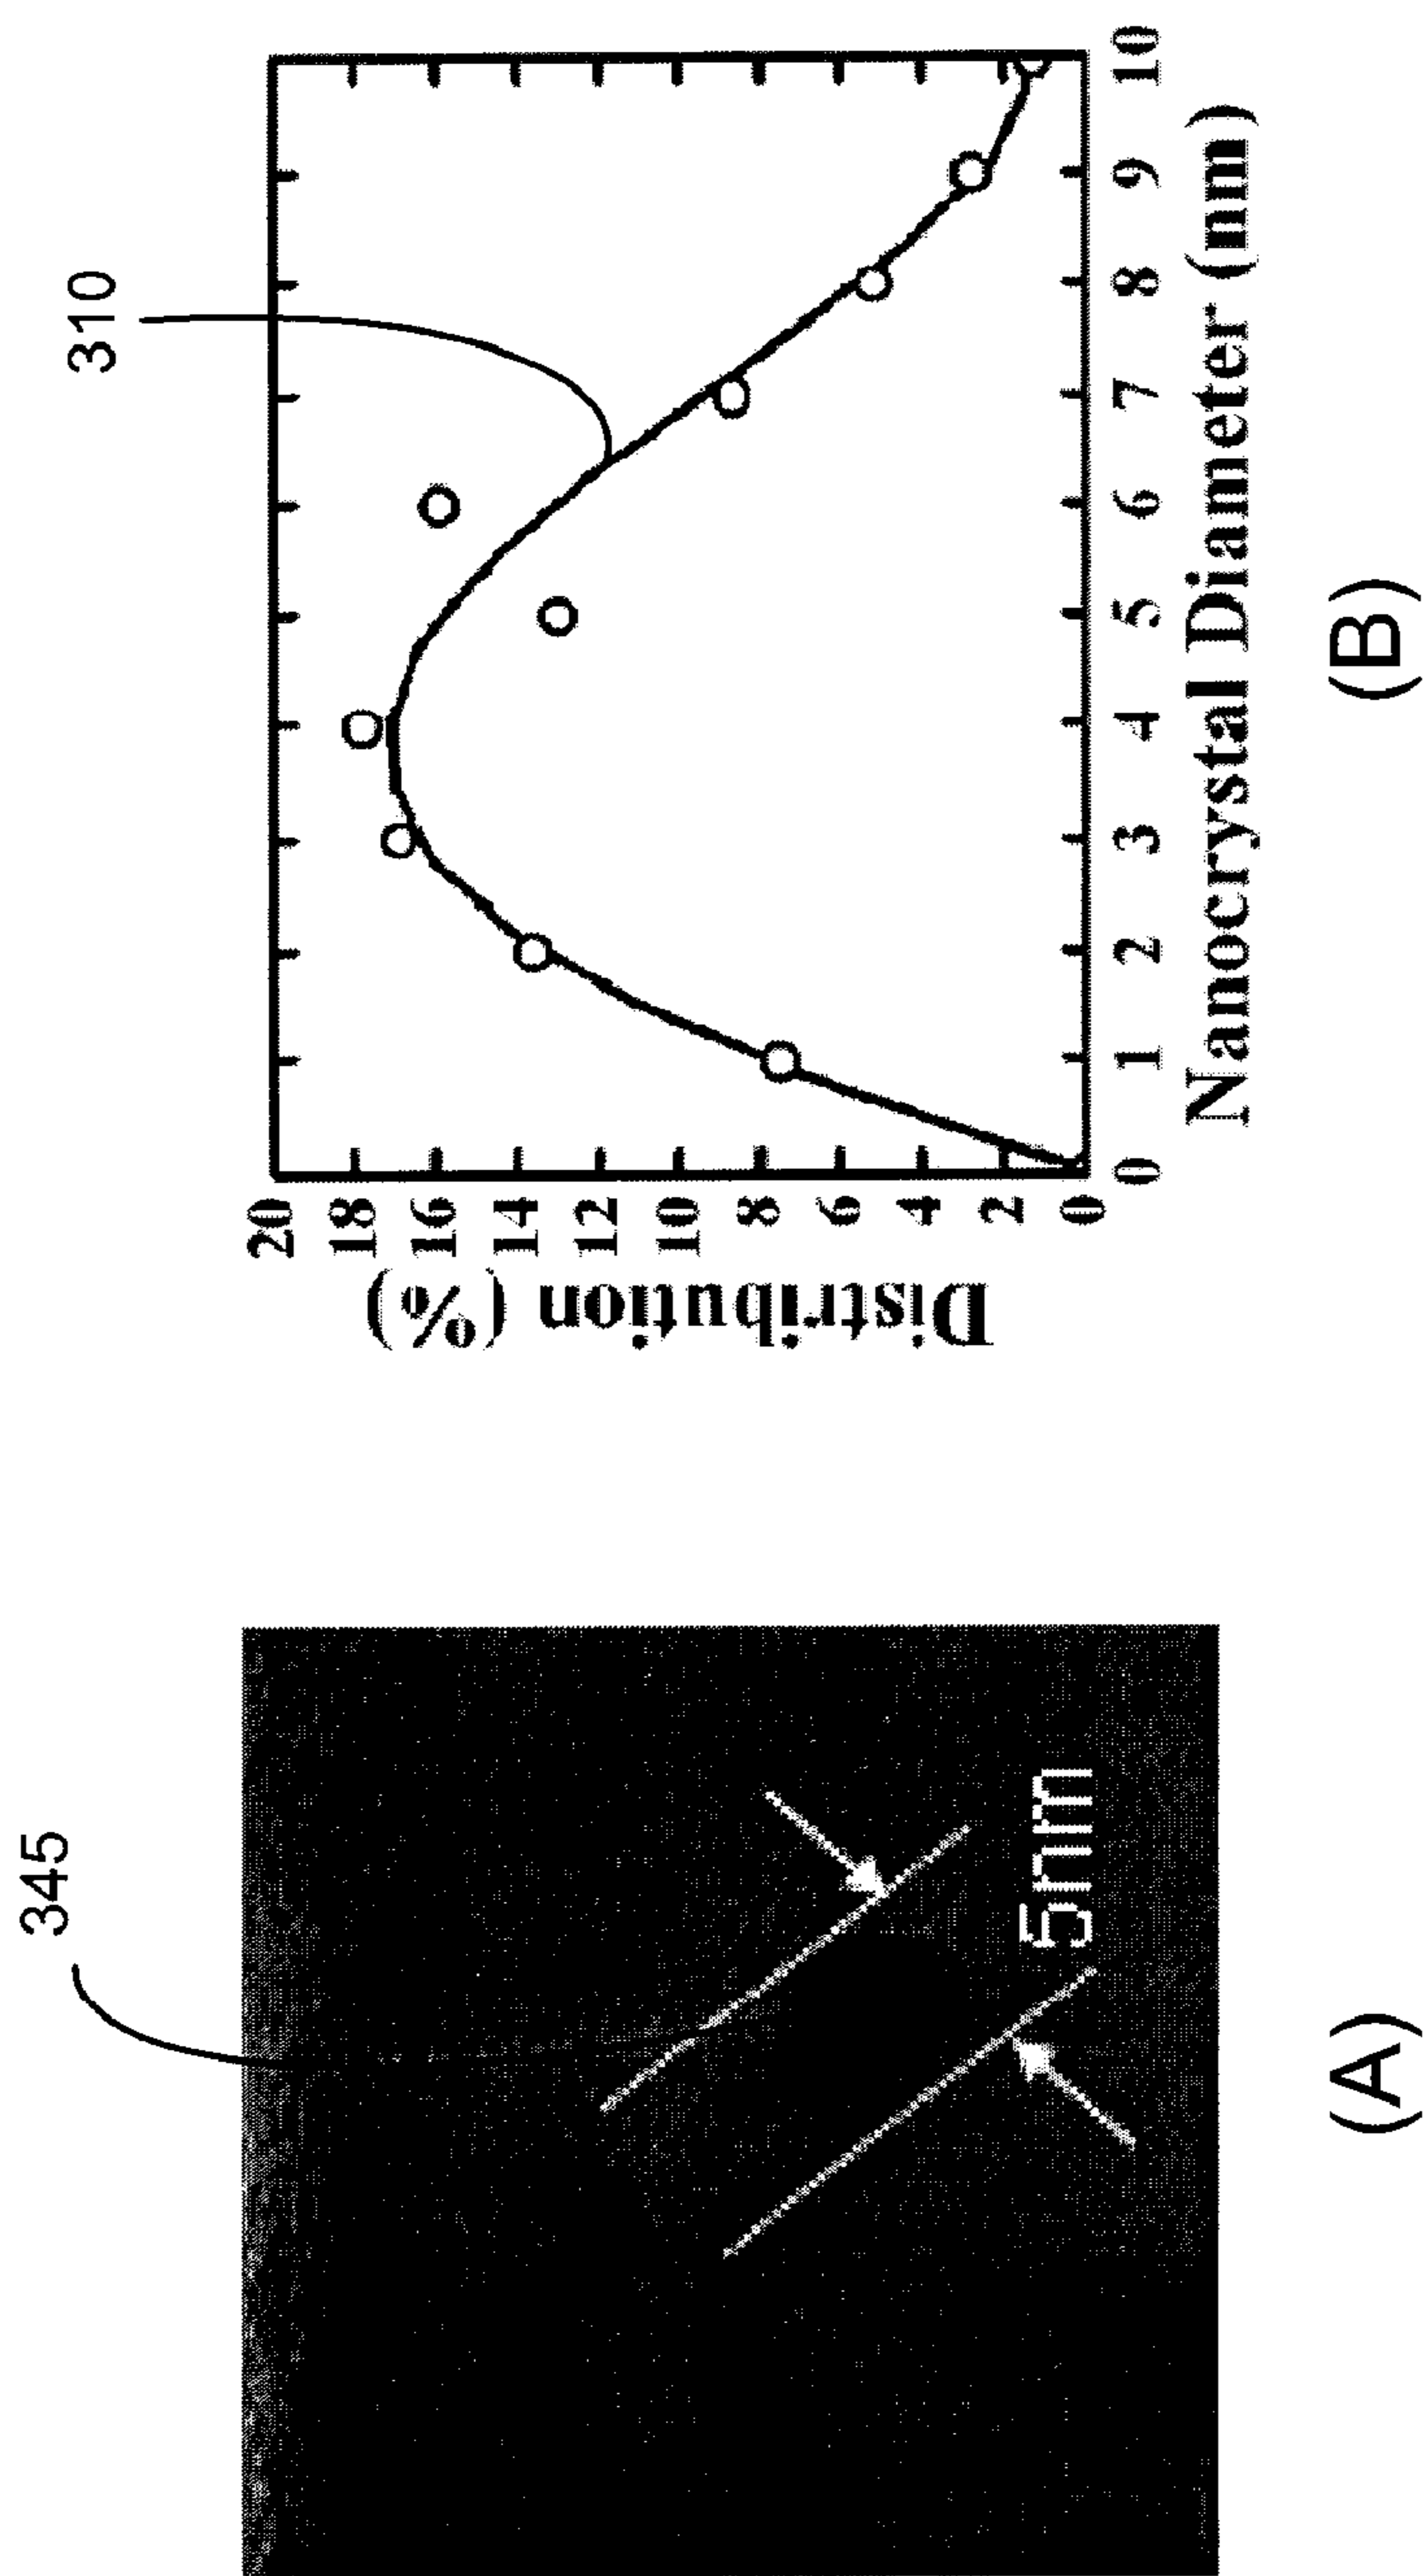 345
5nm
(A)
310
Distribution (%)
20
18
16
14
12
10
8
6
4
2
0
0 1 2 3 4 5 6 7 8 9 10
Nanocrystal Diameter (nm)
(B)